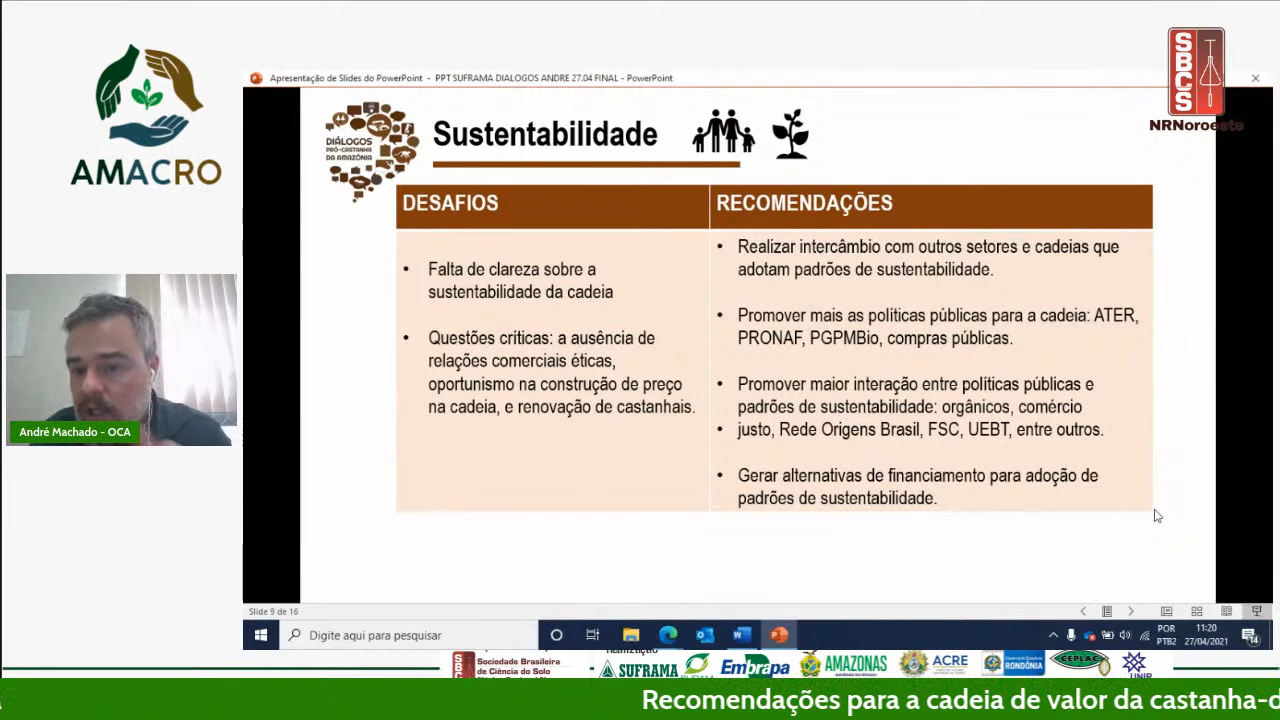 AMACRO
SBCS
NRNoroeste
Apresentação de Slides do PowerPoint - PPT SUFRAMA DIALOGOS ANDRE 27.04 FINAL - PowerPoint
DIÁLOGOS
PRÓ-CASTANHA
DA AMAZÔNIA
Sustentabilidade
DESAFIOS
• Falta de clareza sobre a
sustentabilidade da cadeia
• Questões críticas: a ausência de
relações comerciais éticas,
oportunismo na construção de preço
na cadeia, e renovação de castanhais.
RECOMENDAÇÕES
• Realizar intercâmbio com outros setores e cadeias que
adotam padrões de sustentabilidade.
• Promover mais as políticas públicas para a cadeia: ATER,
PRONAF, PGPMBio, compras públicas.
• Promover maior interação entre políticas públicas e
padrões de sustentabilidade: orgânicos, comércio
• justo, Rede Origens Brasil, FSC, UEBT, entre outros.
• Gerar alternativas de financiamento para adoção de
padrões de sustentabilidade.
André Machado - OCA
Slide 9 de 16
Digite aqui para pesquisar
POR
PTB2
11:20
27/04/2021
14
Sociedade Brasileira
de Ciência do Solo
SUFRAMA
Embrapa
AMAZONAS
ACRE
RONDÔNIA
CEPLAC
UNIR
Recomendações para a cadeia de valor da castanha-d